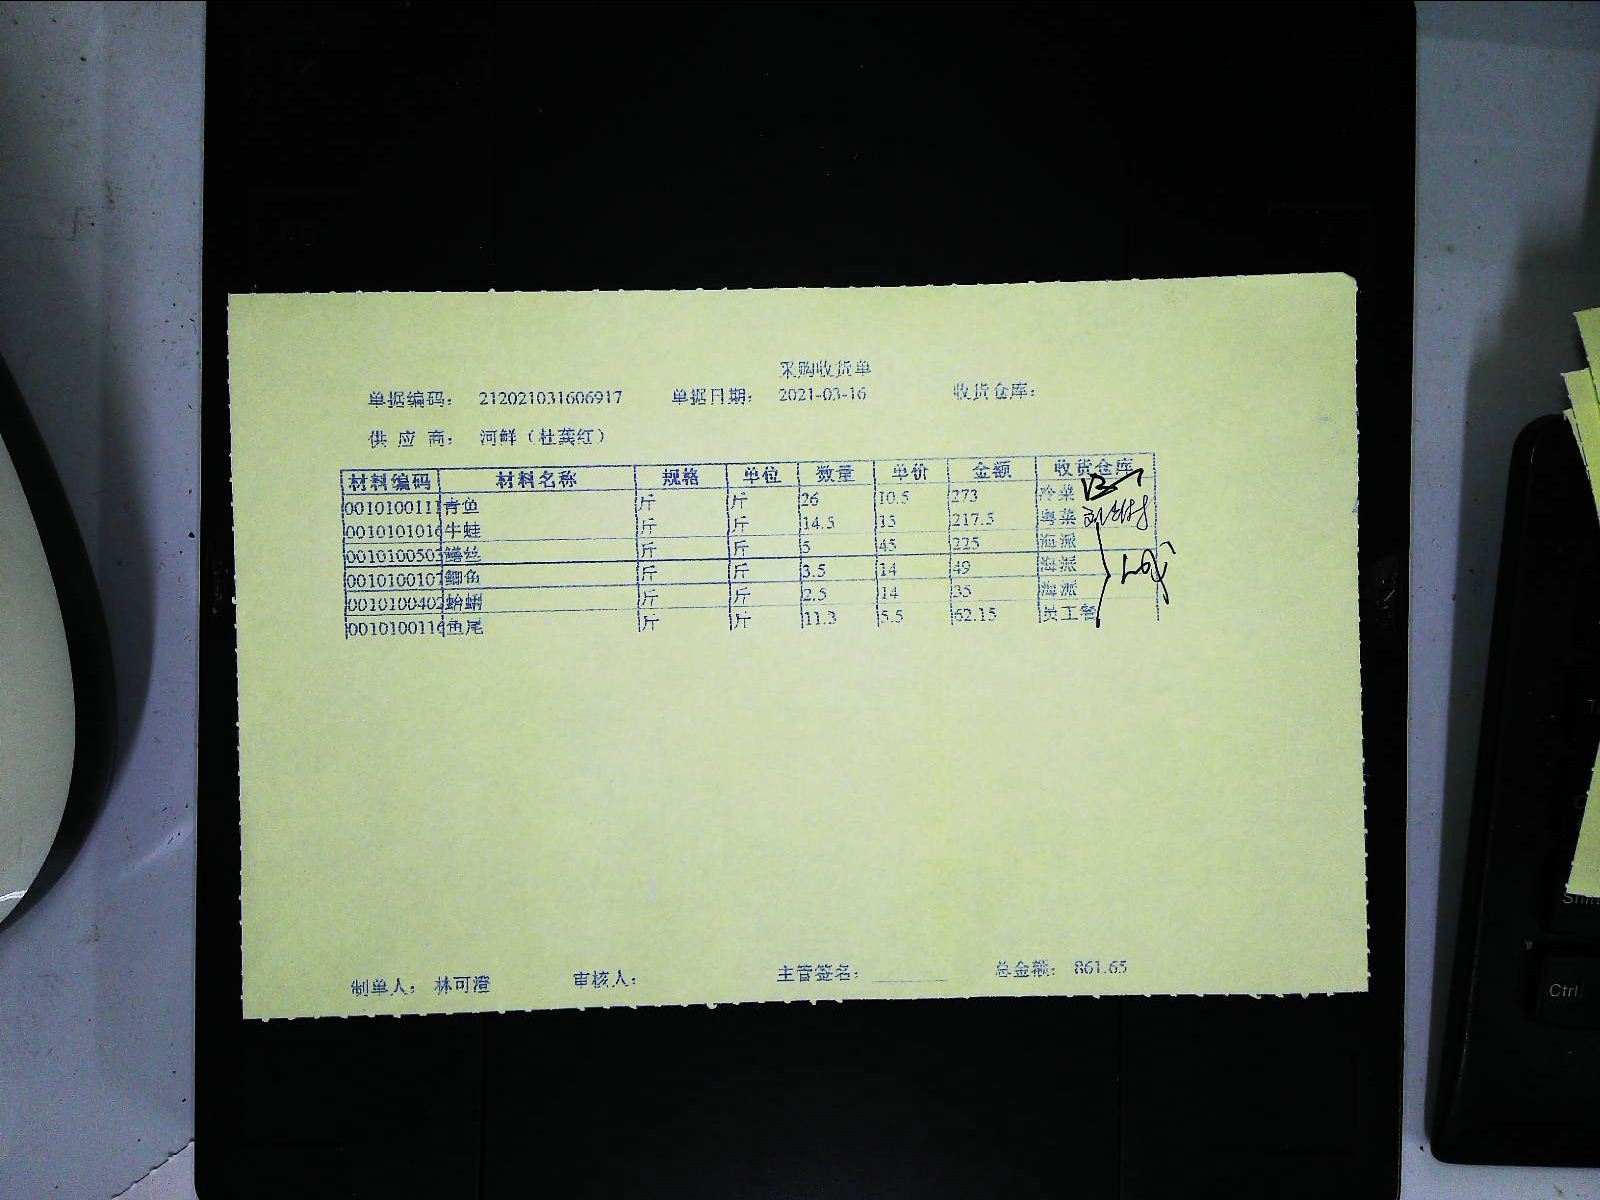 采购收货单
单据编码： 212021031606917 单据日期： 2021-03-16 收货仓库：
供 应 商： 河鲜（杜龚红）
材料编码 材料名称 规格 单位 数量 单价 金额 收货仓库
0010100111 青鱼 斤 斤 26 10.5 273 冷菜
0010101016 牛蛙 斤 斤 14.5 15 217.5 粤菜
0010100503 鳝丝 斤 斤 5 45 225 海派
0010100107 鲫鱼 斤 斤 3.5 14 49 海派
0010100402 蛤蜊 斤 斤 2.5 14 35 海派
0010100116 鱼尾 斤 斤 11.3 5.5 62.15 员工餐
制单人： 林可澄 审核人： 主管签名： 总金额： 861.65
Ctrl